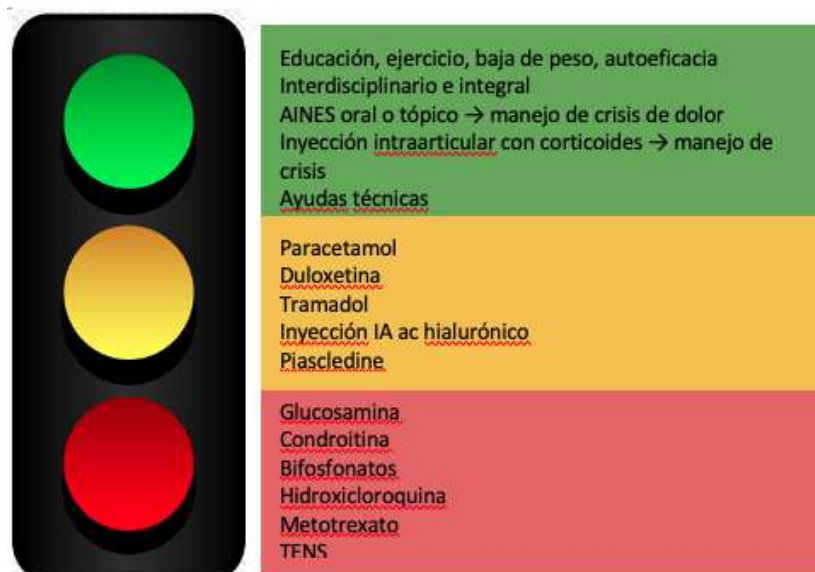 Educación, ejercicio, baja de peso, autoeficacia
Interdisciplinario e integral
AINES oral o tópico → manejo de crisis de dolor
Inyección intraarticular con corticoides → manejo de
crisis
Ayudas técnicas
Paracetamol
Duloxetina
Tramadol
Inyección IA ac hialurónico
Piascledine
Glucosamina
Condroitina
Bifosfonatos
Hidroxicloroquina
Metotrexato
TENS